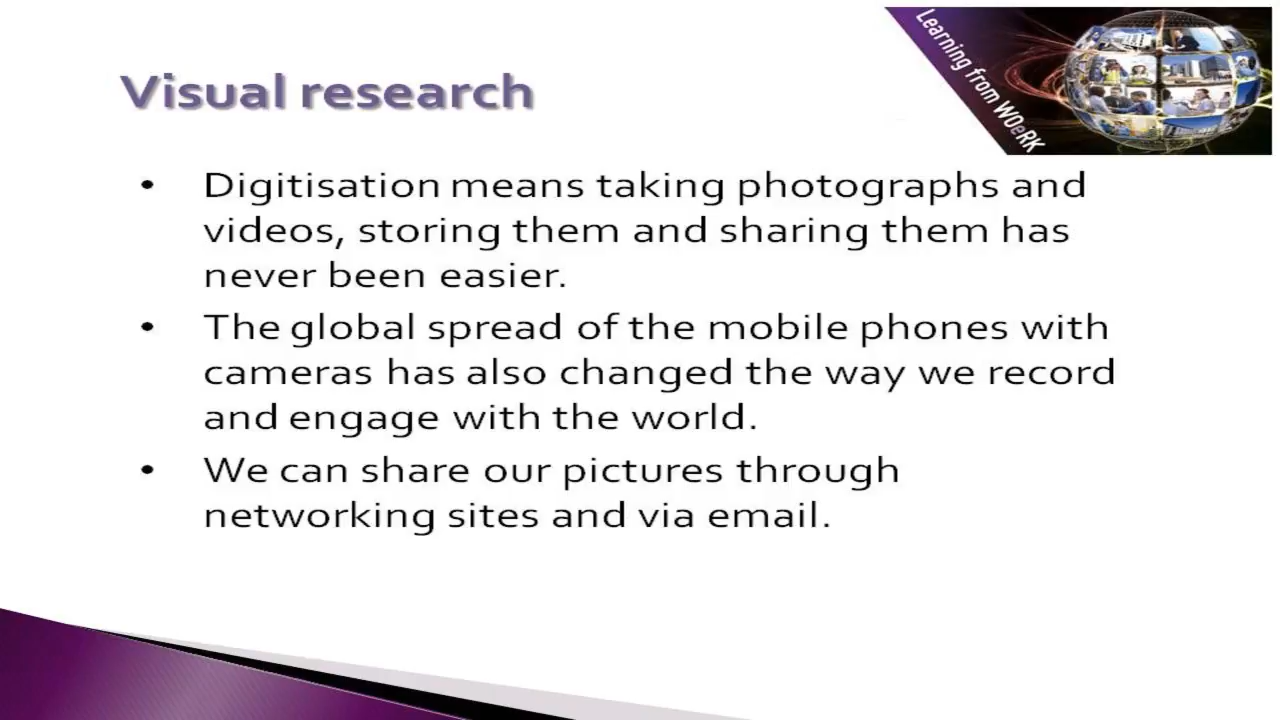 Learning from WOeRK
Visual research
• Digitisation means taking photographs and
videos, storing them and sharing them has
never been easier.
• The global spread of the mobile phones with
cameras has also changed the way we record
and engage with the world.
• We can share our pictures through
networking sites and via email.